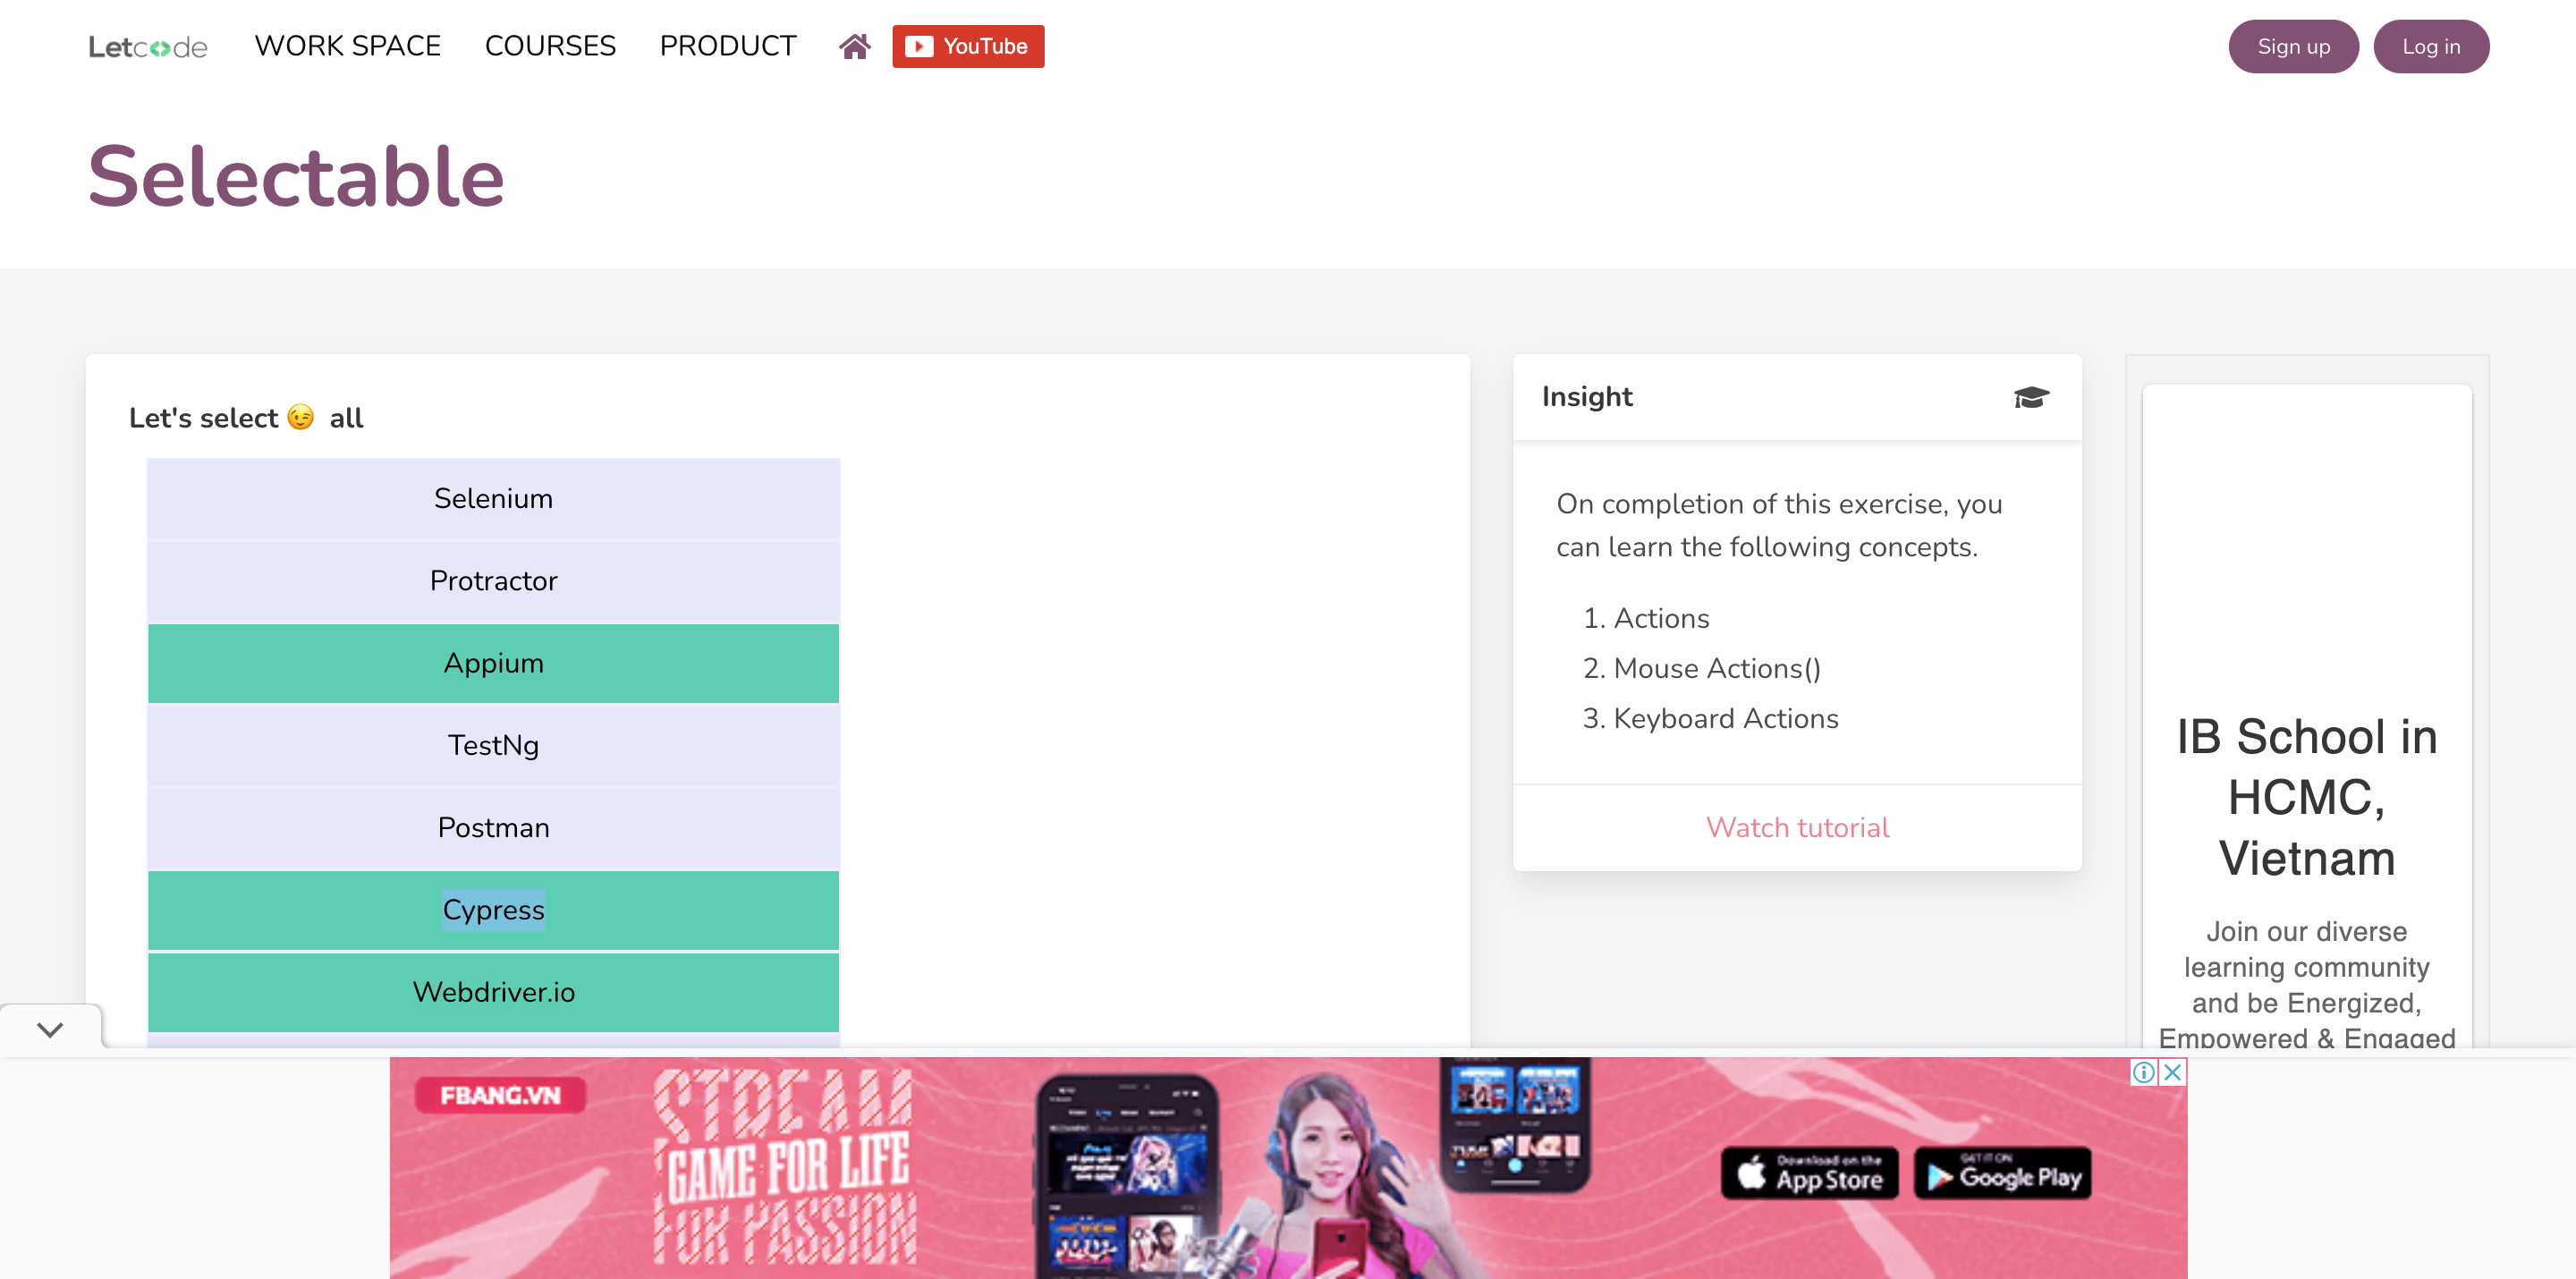 Letcode WORK SPACE COURSES PRODUCT YouTube Sign up Log in
Selectable
Let's select 😉 all
Selenium
Protractor
Appium
TestNg
Postman
Cypress
Webdriver.io
Insight
On completion of this exercise, you
can learn the following concepts.
1. Actions
2. Mouse Actions()
3. Keyboard Actions
Watch tutorial
IB School in
HCMC,
Vietnam
Join our diverse
learning community
and be Energized,
Empowered & Engaged
FBANG.VN
STREAM
GAME FOR LIFE
FOR PASSION
Download on the
App Store
GET IT ON
Google Play